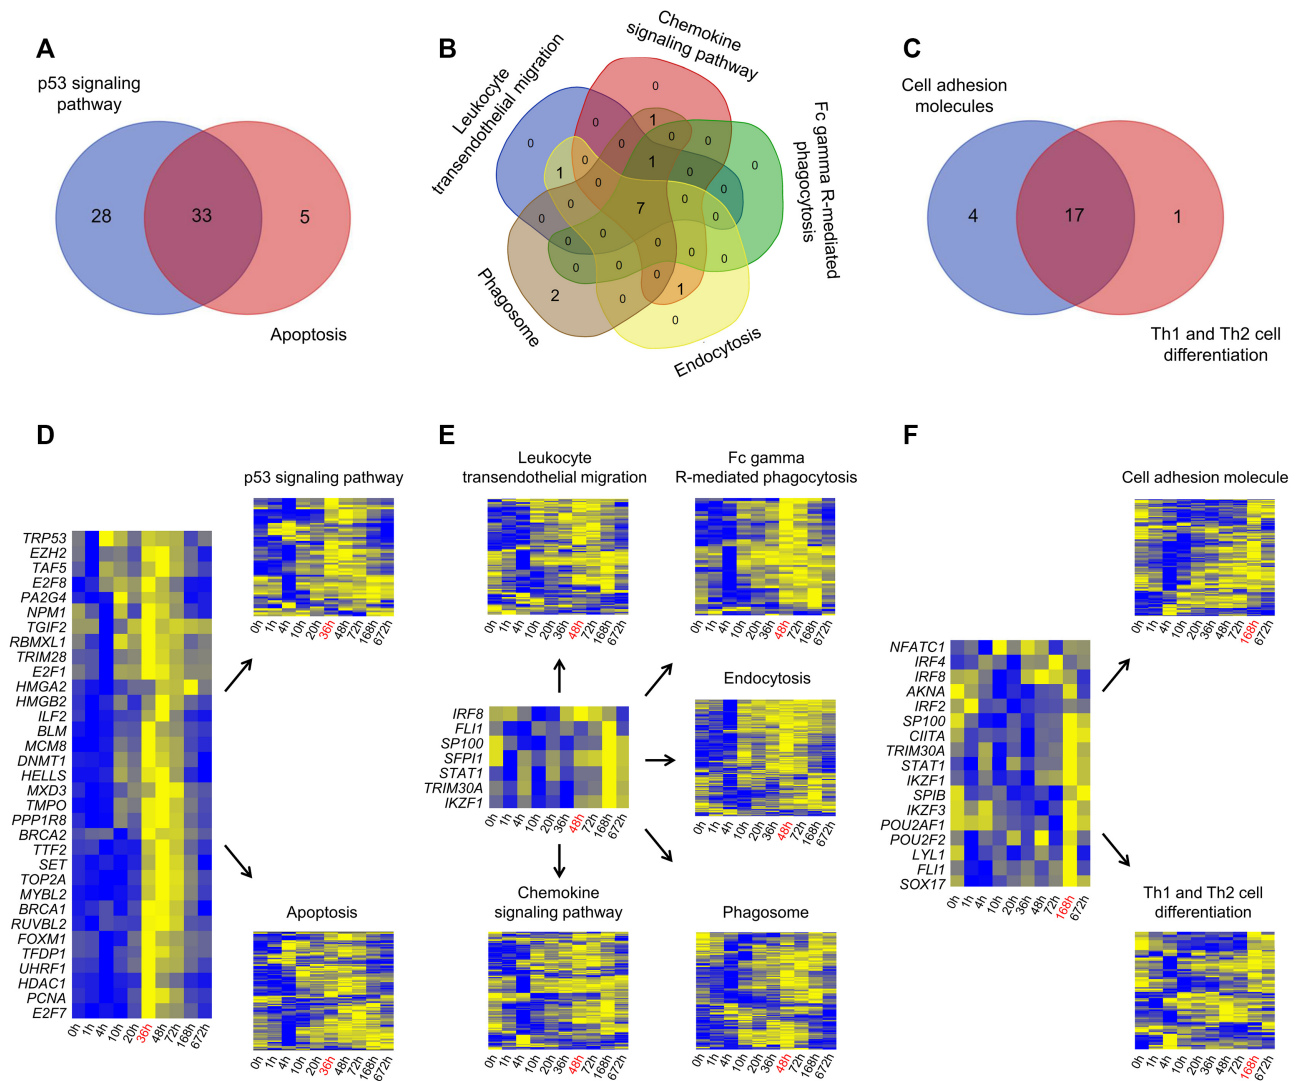 A
p53 signaling
pathway
28
33
5
Apoptosis
B
Leukocyte
transendothelial migration
Chemokine
signaling pathway
Fc gamma R-mediated
phagocytosis
Phagosome
Endocytosis
0
0
1
0
0
0
0
0
0
1
1
0
0
0
0
0
0
7
0
0
0
0
0
0
0
0
0
0
2
0
1
0
C
Cell adhesion
molecules
4
17
1
Th1 and Th2 cell
differentiation
D
TRP53
EZH2
TAF5
E2F8
PA2G4
NPM1
TGIF2
RBMXL1
TRIM28
E2F1
HMGA2
HMGB2
ILF2
BLM
MCM8
DNMT1
HELLS
MXD3
TMPO
PPP1R8
BRCA2
TTF2
SET
TOP2A
MYBL2
BRCA1
RUVBL2
FOXM1
TFDP1
UHRF1
HDAC1
PCNA
E2F7
0h 1h 4h 10h 20h 36h 48h 72h 168h 672h
p53 signaling pathway
0h 1h 4h 10h 20h 36h 48h 72h 168h 672h
Apoptosis
0h 1h 4h 10h 20h 36h 48h 72h 168h 672h
E
Leukocyte
transendothelial migration
0h 1h 4h 10h 20h 36h 48h 72h 168h 672h
Fc gamma
R-mediated phagocytosis
0h 1h 4h 10h 20h 36h 48h 72h 168h 672h
IRF8
FLI1
SP100
SFPI1
STAT1
TRIM30A
IKZF1
0h 1h 4h 10h 20h 36h 48h 72h 168h 672h
Endocytosis
0h 1h 4h 10h 20h 36h 48h 72h 168h 672h
Chemokine
signaling pathway
0h 1h 4h 10h 20h 36h 48h 72h 168h 672h
Phagosome
0h 1h 4h 10h 20h 36h 48h 72h 168h 672h
F
Cell adhesion molecule
0h 1h 4h 10h 20h 36h 48h 72h 168h 672h
NFATC1
IRF4
IRF8
AKNA
IRF2
SP100
CIITA
TRIM30A
STAT1
IKZF1
SPIB
IKZF3
POU2AF1
POU2F2
LYL1
FLI1
SOX17
0h 1h 4h 10h 20h 36h 48h 72h 168h 672h
Th1 and Th2 cell
differentiation
0h 1h 4h 10h 20h 36h 48h 72h 168h 672h